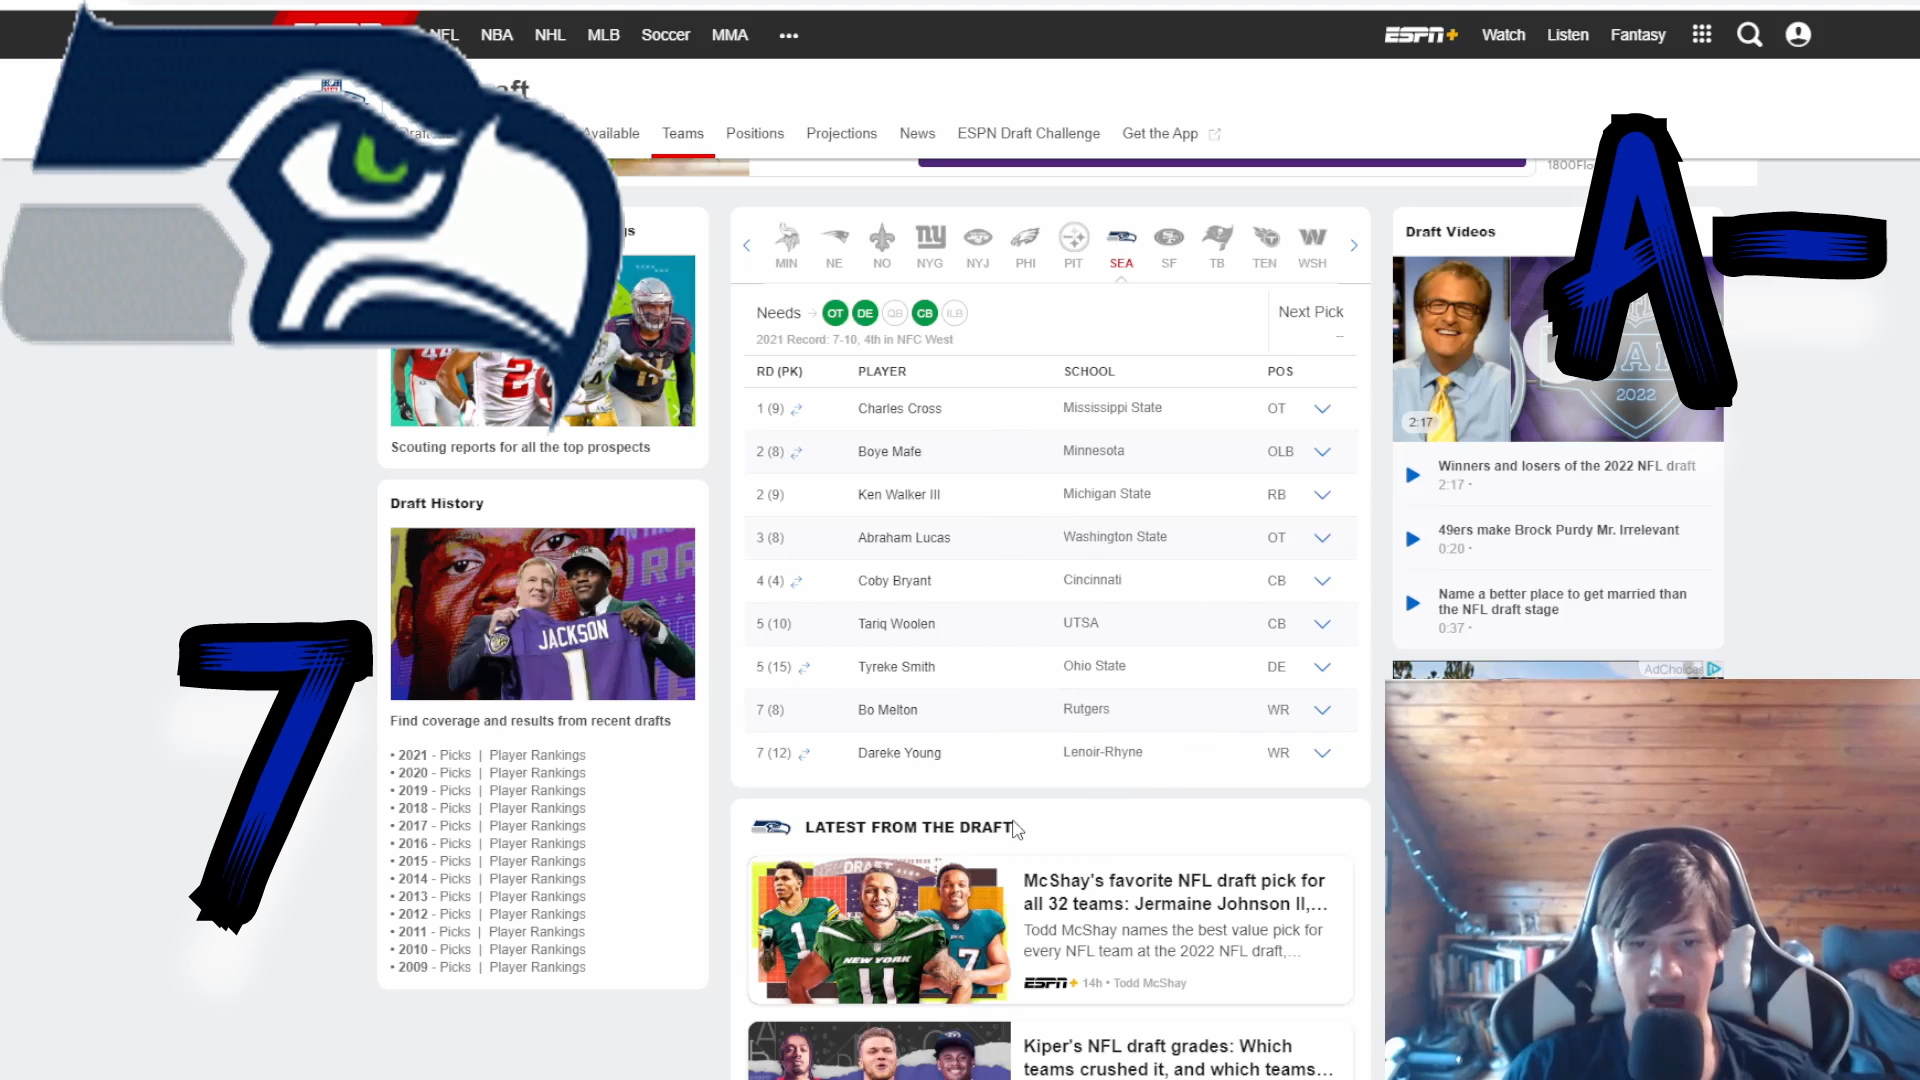 NFL NBA NHL MLB Soccer MMA •••
ESPN+ Watch Listen Fantasy
Available Teams Positions Projections News ESPN Draft Challenge Get the App
A-
7
Scouting reports for all the top prospects
Draft History
JACKSON
1
Find coverage and results from recent drafts
• 2021 - Picks | Player Rankings
• 2020 - Picks | Player Rankings
• 2019 - Picks | Player Rankings
• 2018 - Picks | Player Rankings
• 2017 - Picks | Player Rankings
• 2016 - Picks | Player Rankings
• 2015 - Picks | Player Rankings
• 2014 - Picks | Player Rankings
• 2013 - Picks | Player Rankings
• 2012 - Picks | Player Rankings
• 2011 - Picks | Player Rankings
• 2010 - Picks | Player Rankings
• 2009 - Picks | Player Rankings
MIN NE NO NYG NYJ PHI PIT SEA SF TB TEN WSH
Needs OT DE QB CB ILB
2021 Record: 7-10, 4th in NFC West
Next Pick
--
RD (PK) PLAYER SCHOOL POS
1 (9) Charles Cross Mississippi State OT
2 (8) Boye Mafe Minnesota OLB
2 (9) Ken Walker III Michigan State RB
3 (8) Abraham Lucas Washington State OT
4 (4) Coby Bryant Cincinnati CB
5 (10) Tariq Woolen UTSA CB
5 (15) Tyreke Smith Ohio State DE
7 (8) Bo Melton Rutgers WR
7 (12) Dareke Young Lenoir-Rhyne WR
LATEST FROM THE DRAFT
DRAFT
NEW YORK
11
McShay's favorite NFL draft pick for
all 32 teams: Jermaine Johnson II,...
Todd McShay names the best value pick for
every NFL team at the 2022 NFL draft,...
ESPN+ 14h • Todd McShay
Kiper's NFL draft grades: Which
teams crushed it, and which teams...
Draft Videos
2022
2:17
Winners and losers of the 2022 NFL draft
2:17 •
49ers make Brock Purdy Mr. Irrelevant
0:20 •
Name a better place to get married than
the NFL draft stage
0:37 •
AdChoices